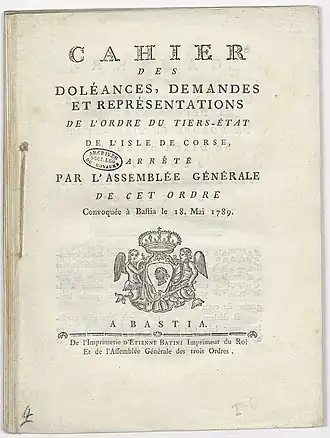 CAHIER
DES
DOLÉANCES, DEMANDES
ET REPRÉSENTATIONS
DE L'ORDRE DU TIERS-ÉTAT
DE L'ISLE DE CORSE,
ARRÊTÉ
PAR L'ASSEMBLÉE GÉNÉRALE
DE CET ORDRE
Convoquée à Bastia le 18. Mai 1789.
A BASTIA.
De l'Imprimerie D'ETIENNE BATINI Imprimeur du Roi
Et de l'Assemblée Générale des trois Ordres.